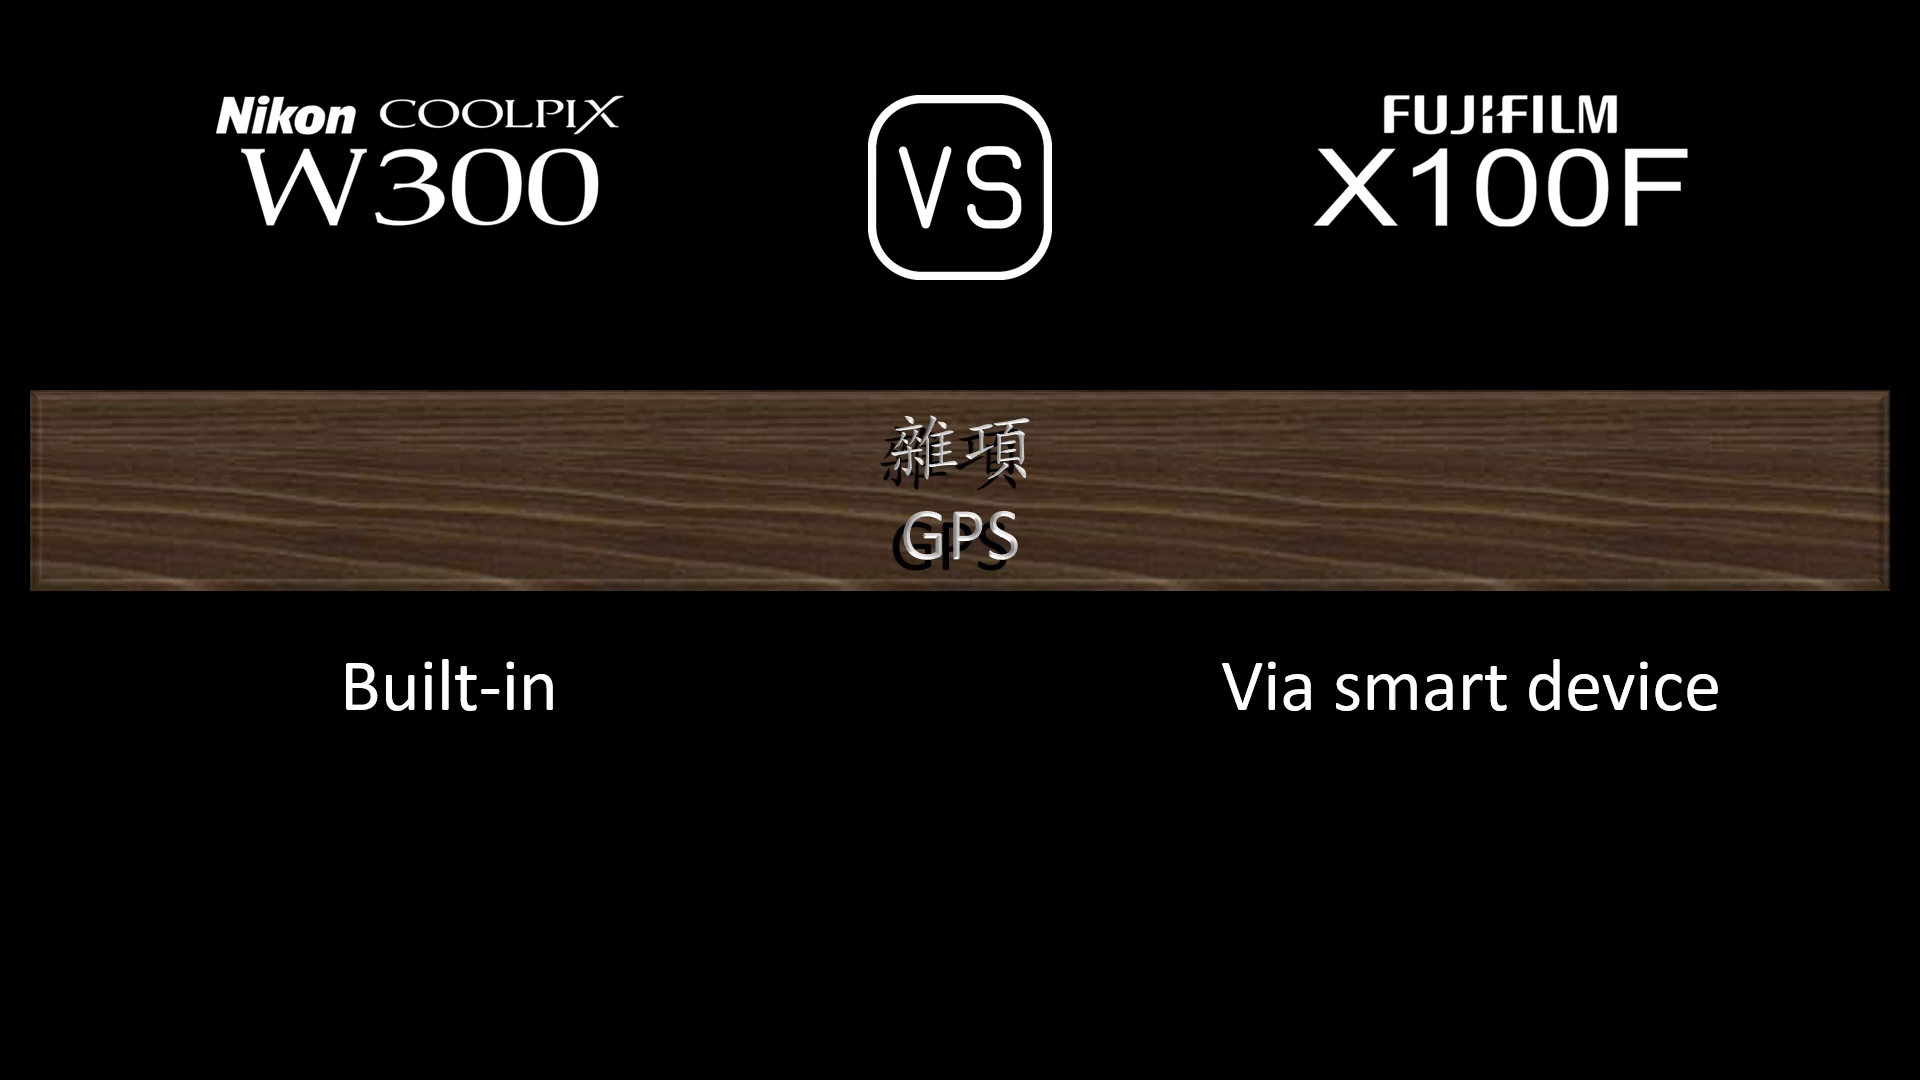 Nikon COOLPIX
W300
VS
FUJIFILM
X100F
雜項
GPS
Built-in
Via smart device